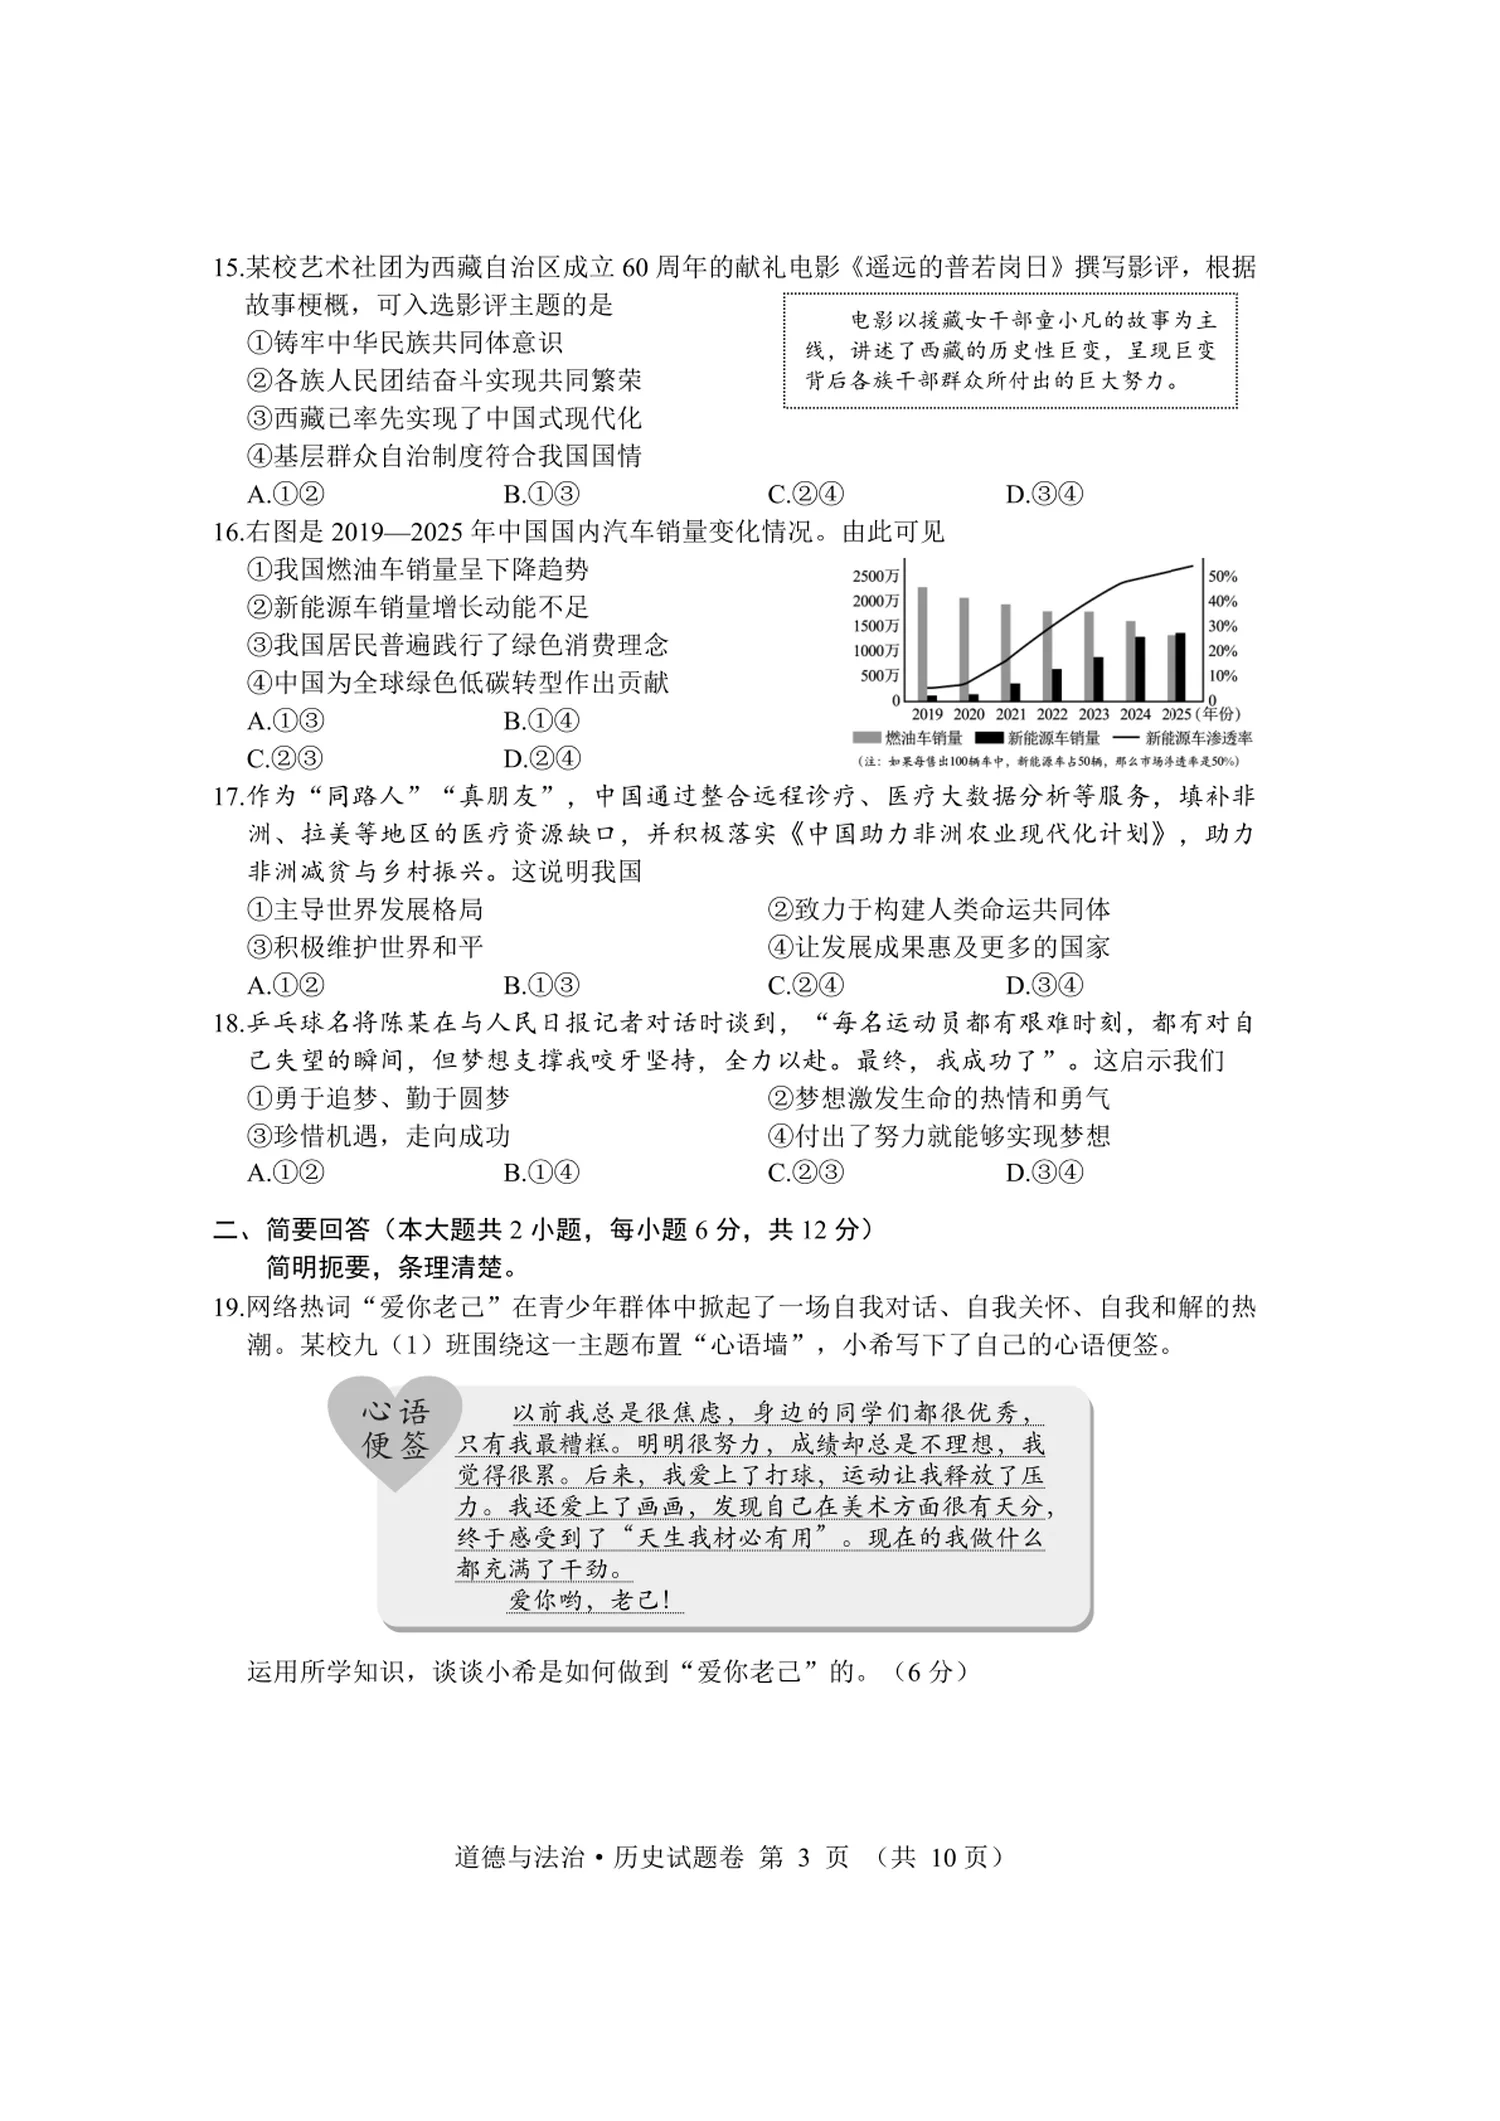 15.某校艺术社团为西藏自治区成立 60 周年的献礼电影《遥远的普若岗日》撰写影评，根据
故事梗概，可入选影评主题的是
电影以援藏女干部童小凡的故事为主
线，讲述了西藏的历史性巨变，呈现巨变
背后各族干部群众所付出的巨大努力。
①铸牢中华民族共同体意识
②各族人民团结奋斗实现共同繁荣
③西藏已率先实现了中国式现代化
④基层群众自治制度符合我国国情
A.①② B.①③ C.②④ D.③④
16.右图是 2019—2025 年中国国内汽车销量变化情况。由此可见
①我国燃油车销量呈下降趋势
②新能源车销量增长动能不足
③我国居民普遍践行了绿色消费理念
④中国为全球绿色低碳转型作出贡献
A.①③ B.①④
C.②③ D.②④
2500万 50%
2000万 40%
1500万 30%
1000万 20%
500万 10%
0 0
2019 2020 2021 2022 2023 2024 2025 (年份)
燃油车销量 新能源车销量 新能源车渗透率
(注：如果每售出100辆车中，新能源车占50辆，那么市场渗透率是50%)
17.作为“同路人”“真朋友”，中国通过整合远程诊疗、医疗大数据分析等服务，填补非
洲、拉美等地区的医疗资源缺口，并积极落实《中国助力非洲农业现代化计划》，助力
非洲减贫与乡村振兴。这说明我国
①主导世界发展格局 ②致力于构建人类命运共同体
③积极维护世界和平 ④让发展成果惠及更多的国家
A.①② B.①③ C.②④ D.③④
18.乒乓球名将陈某在与人民日报记者对话时谈到，“每名运动员都有艰难时刻，都有对自
己失望的瞬间，但梦想支撑我咬牙坚持，全力以赴。最终，我成功了”。这启示我们
①勇于追梦、勤于圆梦 ②梦想激发生命的热情和勇气
③珍惜机遇，走向成功 ④付出了努力就能够实现梦想
A.①② B.①④ C.②③ D.③④
二、简要回答（本大题共 2 小题，每小题 6 分，共 12 分）
简明扼要，条理清楚。
19.网络热词“爱你老己”在青少年群体中掀起了一场自我对话、自我关怀、自我和解的热
潮。某校九（1）班围绕这一主题布置“心语墙”，小希写下了自己的心语便签。
心语
便签
以前我总是很焦虑，身边的同学们都很优秀，
只有我最糟糕。明明很努力，成绩却总是不理想，我
觉得很累。后来，我爱上了打球，运动让我释放了压
力。我还爱上了画画，发现自己在美术方面很有天分，
终于感受到了“天生我材必有用”。现在的我做什么
都充满了干劲。
爱你哟，老己！
运用所学知识，谈谈小希是如何做到“爱你老己”的。（6 分）
道德与法治·历史试题卷 第 3 页 （共 10 页）